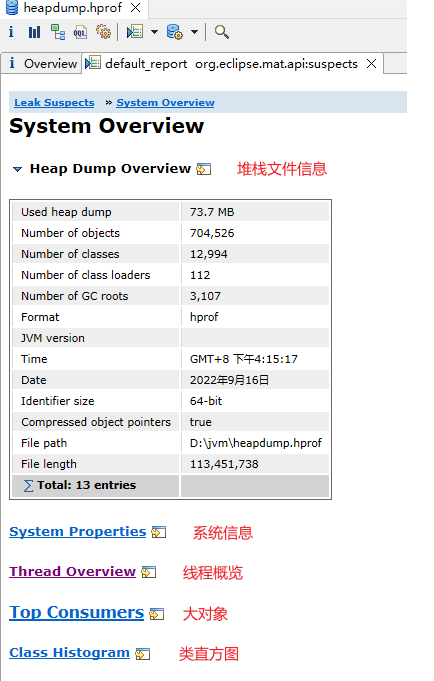 heapdump.hprof
Overview default_report org.eclipse.mat.api:suspects
Leak Suspects » System Overview
System Overview
Heap Dump Overview 堆栈文件信息
Used heap dump 73.7 MB
Number of objects 704,526
Number of classes 12,994
Number of class loaders 112
Number of GC roots 3,107
Format hprof
JVM version
Time GMT+8 下午4:15:17
Date 2022年9月16日
Identifier size 64-bit
Compressed object pointers true
File path D:\jvm\heapdump.hprof
File length 113,451,738
∑ Total: 13 entries
System Properties 系统信息
Thread Overview 线程概览
Top Consumers 大对象
Class Histogram 类直方图